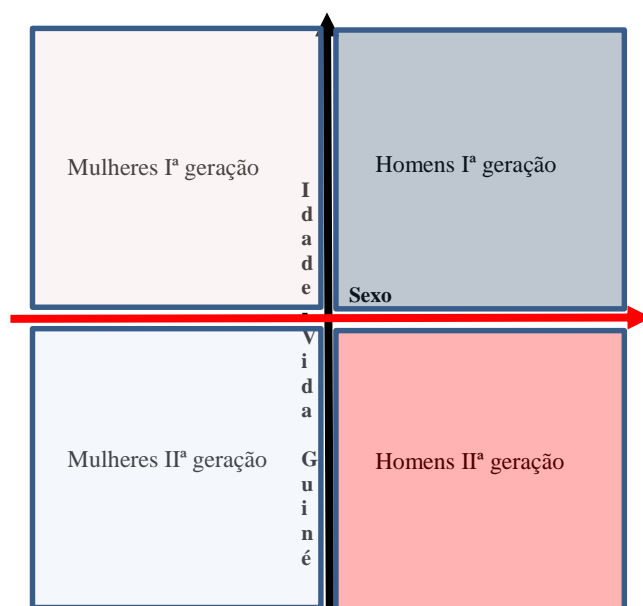 Mulheres Iª geração
Homens Iª geração
Idade - Vida Guiné
Sexo
Mulheres IIª geração
Homens IIª geração